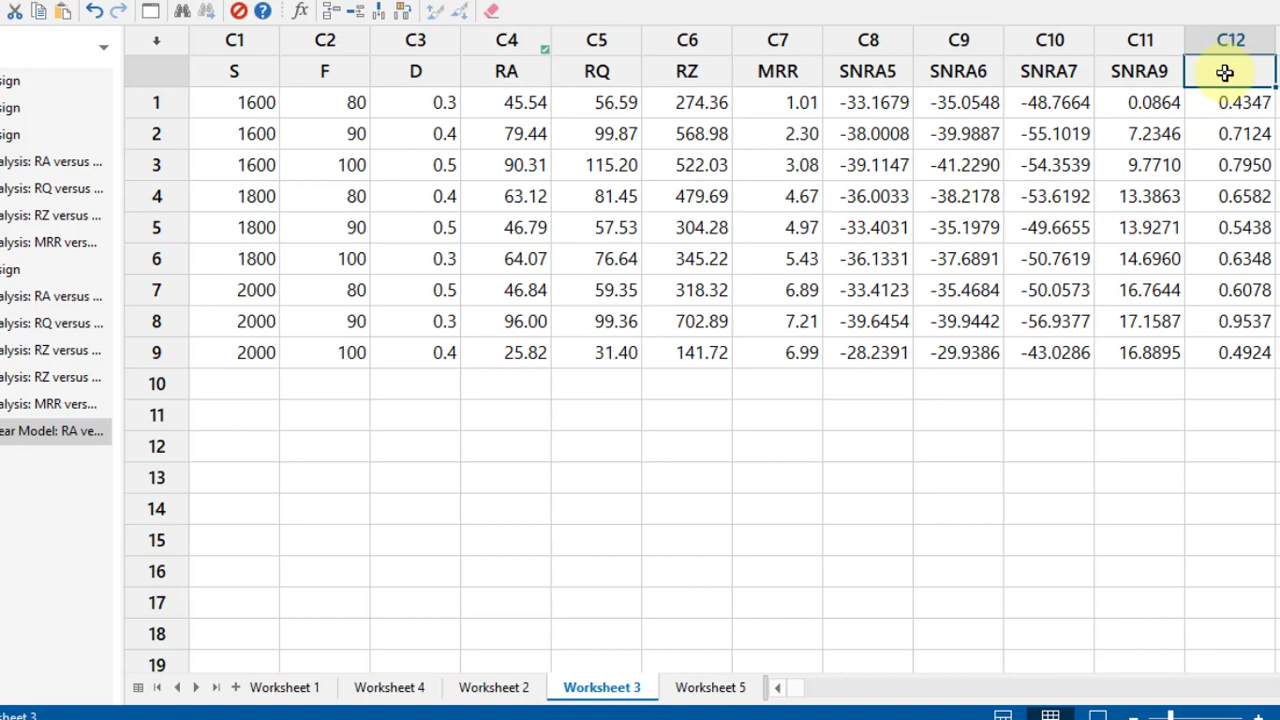 fx
C1 C2 C3 C4 C5 C6 C7 C8 C9 C10 C11 C12
S F D RA RQ RZ MRR SNRA5 SNRA6 SNRA7 SNRA9
sign
1 1600 80 0.3 45.54 56.59 274.36 1.01 -33.1679 -35.0548 -48.7664 0.0864 0.4347
sign
2 1600 90 0.4 79.44 99.87 568.98 2.30 -38.0008 -39.9887 -55.1019 7.2346 0.7124
sign
alysis: RA versus ...
3 1600 100 0.5 90.31 115.20 522.03 3.08 -39.1147 -41.2290 -54.3539 9.7710 0.7950
alysis: RQ versus ...
4 1800 80 0.4 63.12 81.45 479.69 4.67 -36.0033 -38.2178 -53.6192 13.3863 0.6582
alysis: RZ versus ...
5 1800 90 0.5 46.79 57.53 304.28 4.97 -33.4031 -35.1979 -49.6655 13.9271 0.5438
alysis: MRR vers...
6 1800 100 0.3 64.07 76.64 345.22 5.43 -36.1331 -37.6891 -50.7619 14.6960 0.6348
sign
7 2000 80 0.5 46.84 59.35 318.32 6.89 -33.4123 -35.4684 -50.0573 16.7644 0.6078
alysis: RA versus ...
8 2000 90 0.3 96.00 99.36 702.89 7.21 -39.6454 -39.9442 -56.9377 17.1587 0.9537
alysis: RQ versus ...
9 2000 100 0.4 25.82 31.40 141.72 6.99 -28.2391 -29.9386 -43.0286 16.8895 0.4924
alysis: RZ versus ...
alysis: RZ versus ...
10
alysis: MRR vers...
11
ear Model: RA ve...
12
13
14
15
16
17
18
19
Worksheet 1 Worksheet 4 Worksheet 2 Worksheet 3 Worksheet 5
sheet 3